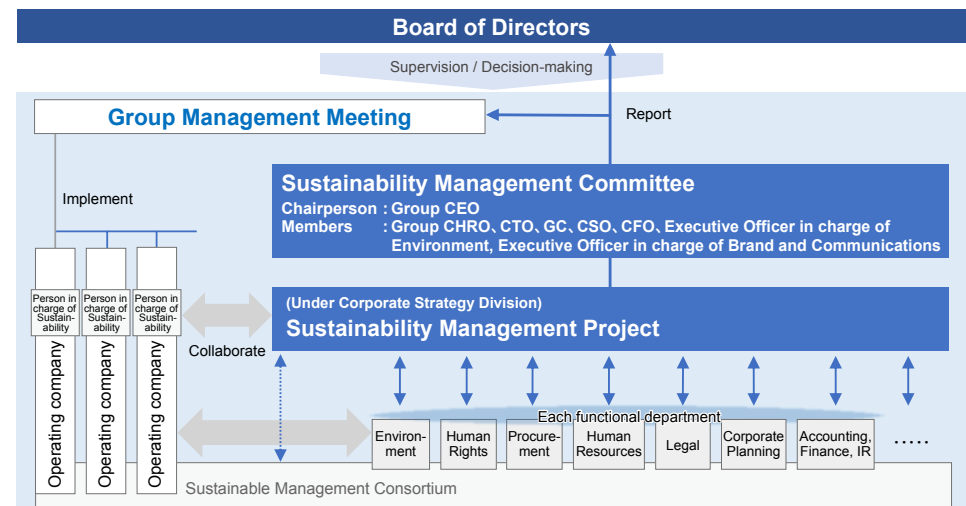 Board of Directors
Supervision / Decision-making
Report
Group Management Meeting
Implement
Sustainability Management Committee
Chairperson : Group CEO
Members : Group CHRO、CTO、GC、CSO、CFO、Executive Officer in charge of
Environment, Executive Officer in charge of Brand and Communications
(Under Corporate Strategy Division)
Sustainability Management Project
Person in
charge of
Sustain-
ability
Operating company
Person in
charge of
Sustain-
ability
Operating company
Person in
charge of
Sustain-
ability
Operating company
Collaborate
Each functional department
Environ-
ment
Human
Rights
Procure-
ment
Human
Resources
Legal
Corporate
Planning
Accounting,
Finance, IR
.....
Sustainable Management Consortium